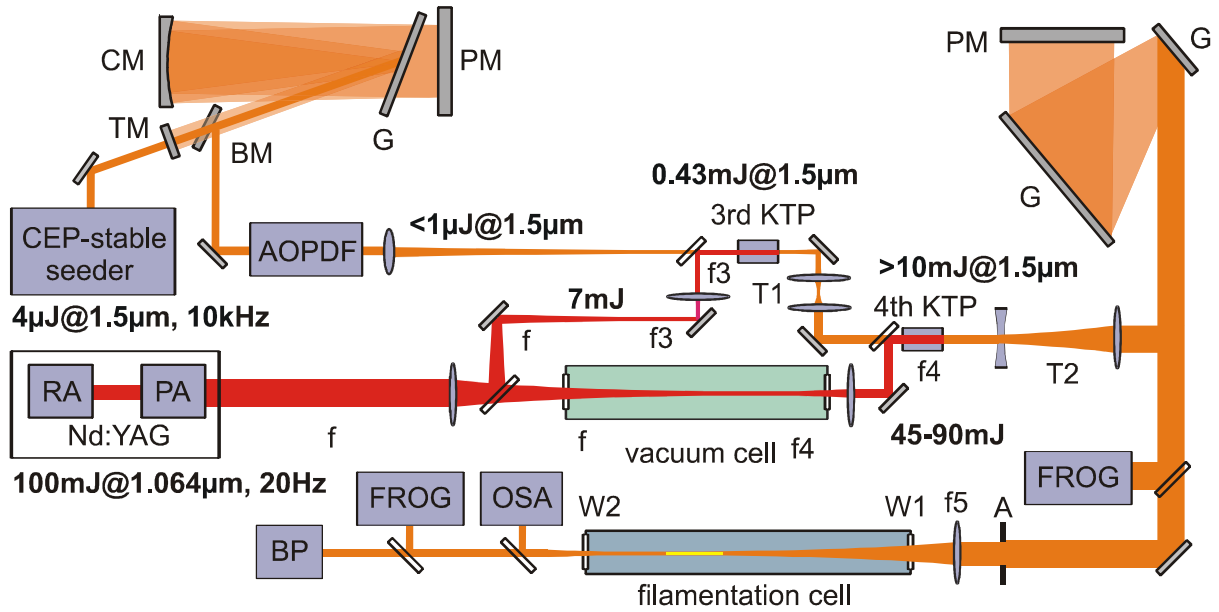 CM
PM
PM
G
TM
BM
G
G
0.43mJ@1.5µm
3rd KTP
<1µJ@1.5µm
CEP-stable
seeder
AOPDF
f3
T1
>10mJ@1.5µm
4th KTP
4µJ@1.5µm, 10kHz
7mJ
f
f3
f4
T2
RA
PA
Nd:YAG
f
f
f4
vacuum cell
45-90mJ
100mJ@1.064µm, 20Hz
FROG
FROG
OSA
W2
W1
f5
A
BP
filamentation cell